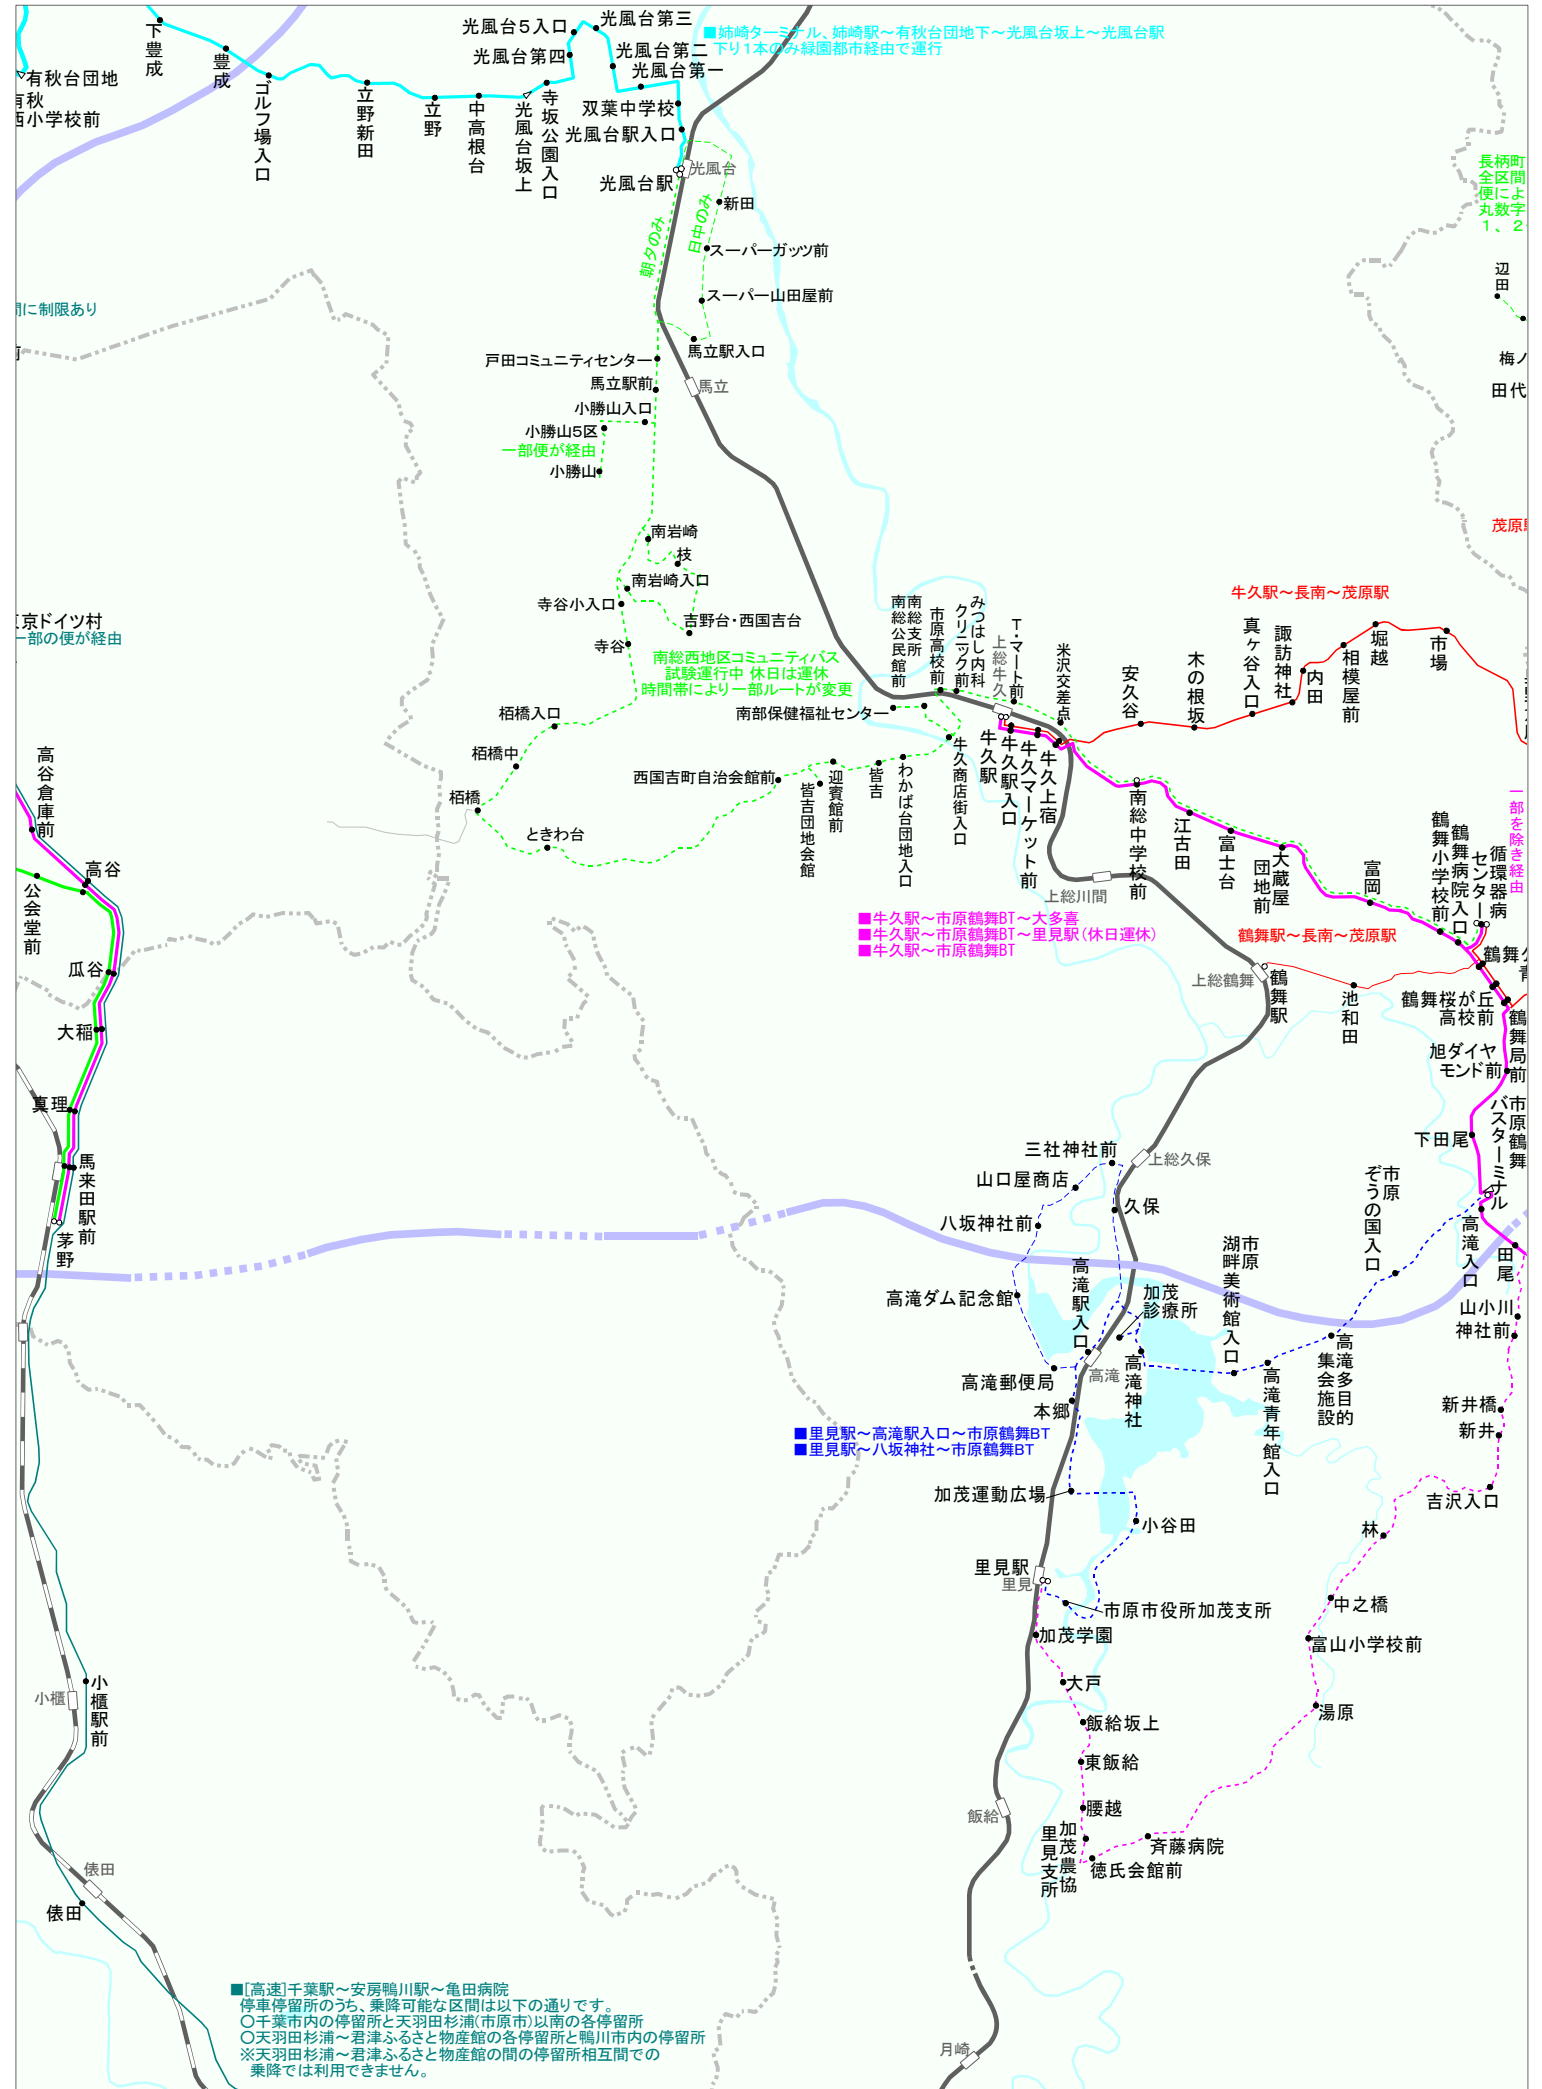 下豊成
豊成
ゴルフ場入口
立野新田
立野
中高根台
光風台坂上
寺坂公園入口
光風台5入口
光風台第三
光風台第四
光風台第二
光風台第一
双葉中学校
光風台駅入口
光風台駅
光風台
■姉崎ターミナル、姉崎駅～有秋台団地下～光風台坂上～光風台駅
下り1本のみ緑園都市経由で運行
有秋台団地
有秋
西小学校前
長柄町
全区間
便によ
丸数字
1、2
辺田
梅ノ
田代
朝夕のみ
日中のみ
新田
スーパーガッツ前
スーパー山田屋前
馬立駅入口
間に制限あり
前
戸田コミュニティセンター
馬立駅前
馬立
小勝山入口
小勝山5区
一部便が経由
小勝山
茂原
南岩崎
枝
南岩崎入口
寺谷小入口
吉野台・西国吉台
寺谷
南総西地区コミュニティバス
試験運行中 休日は運休
時間帯により一部ルートが変更
京ドイツ村
一部の便が経由
栢橋入口
栢橋中
栢橋
ときわ台
西国吉町自治会館前
皆吉団地会館
迎賓館前
皆吉
わかば台団地入口
牛久商店街入口
南部保健福祉センター
南総公民館前
南総支所
市原高校前
みつはし内科
クリニック前
上総牛久
T・マート前
米沢交差点
牛久駅
牛久駅入口
牛久マーケット前
牛久上宿
牛久駅～長南～茂原駅
安久谷
木の根坂
真ヶ谷入口
諏訪神社
内田
相模屋前
堀越
市場
南総中学校前
江古田
富士台
大蔵屋
団地前
富岡
鶴舞小学校前
鶴舞病院入口
循環器病
センター
一部を除き経由
上総川間
■牛久駅～市原鶴舞BT～大多喜
■牛久駅～市原鶴舞BT～里見駅(休日運休)
■牛久駅～市原鶴舞BT
鶴舞駅～長南～茂原駅
上総鶴舞
鶴舞駅
池和田
鶴舞
鶴舞桜が丘
高校前
鶴舞局前
旭ダイヤ
モンド前
下田尾
市原鶴舞
バスターミナル
高滝入口
田尾
高谷倉庫前
高谷
公会堂前
瓜谷
大稲
真理
馬来田駅前
茅野
三社神社前
上総久保
山口屋商店
久保
八坂神社前
高滝ダム記念館
高滝駅入口
加茂
診療所
高滝
高滝郵便局
高滝神社
本郷
市原
湖畔美術館入口
高滝青年館入口
高滝多目的
集会施設
市原
ぞうの国入口
山小川
神社前
新井橋
新井
吉沢入口
林
中之橋
富山小学校前
湯原
■里見駅～高滝駅入口～市原鶴舞BT
■里見駅～八坂神社～市原鶴舞BT
加茂運動広場
小谷田
里見駅
里見
市原市役所加茂支所
加茂学園
大戸
飯給坂上
東飯給
腰越
飯給
加茂農協
里見支所
徳氏会館前
斉藤病院
小櫃
小櫃駅前
俵田
俵田
月崎
■[高速]千葉駅～安房鴨川駅～亀田病院
停車停留所のうち、乗降可能な区間は以下の通りです。
○千葉市内の停留所と天羽田杉浦(市原市)以南の各停留所
○天羽田杉浦～君津ふるさと物産館の各停留所と鴨川市内の停留所
※天羽田杉浦～君津ふるさと物産館の間の停留所相互間での
乗降では利用できません。